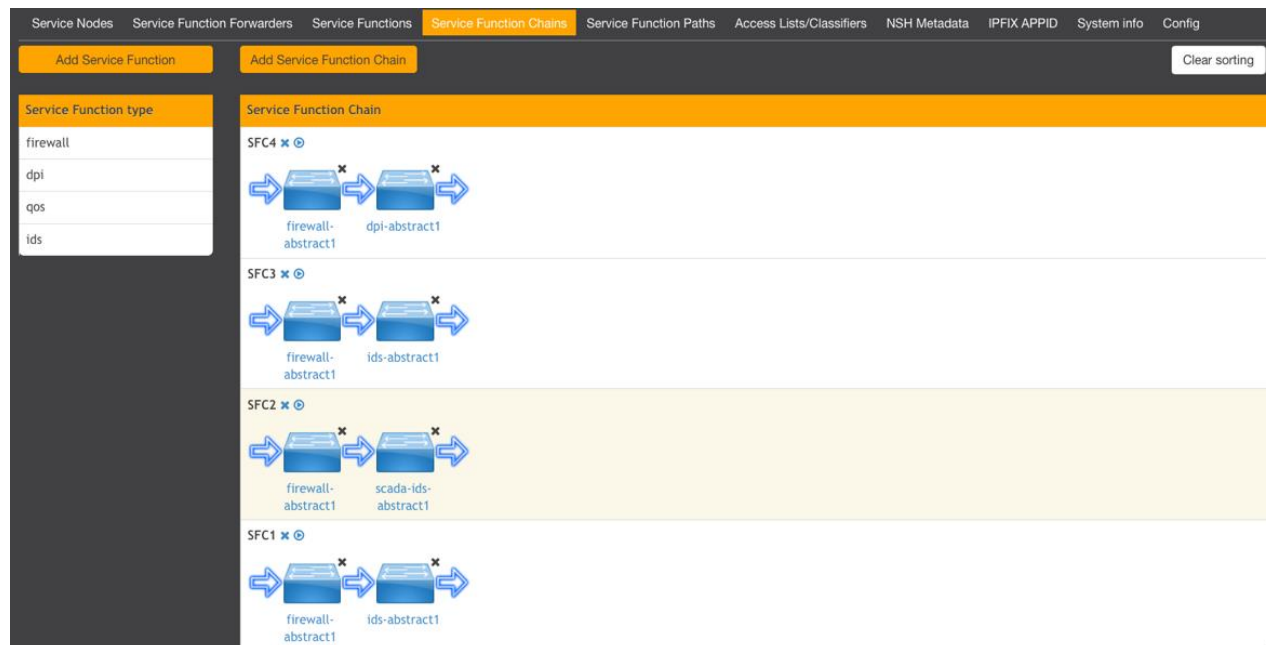 Service Nodes Service Function Forwarders Service Functions Service Function Chains Service Function Paths Access Lists/Classifiers NSH Metadata IPFIX APPID System info Config
Add Service Function Add Service Function Chain Clear sorting
Service Function type
firewall
dpi
qos
ids
Service Function Chain
SFC4
firewall-
abstract1
dpi-abstract1
SFC3
firewall-
abstract1
ids-abstract1
SFC2
firewall-
abstract1
scada-ids-
abstract1
SFC1
firewall-
abstract1
ids-abstract1